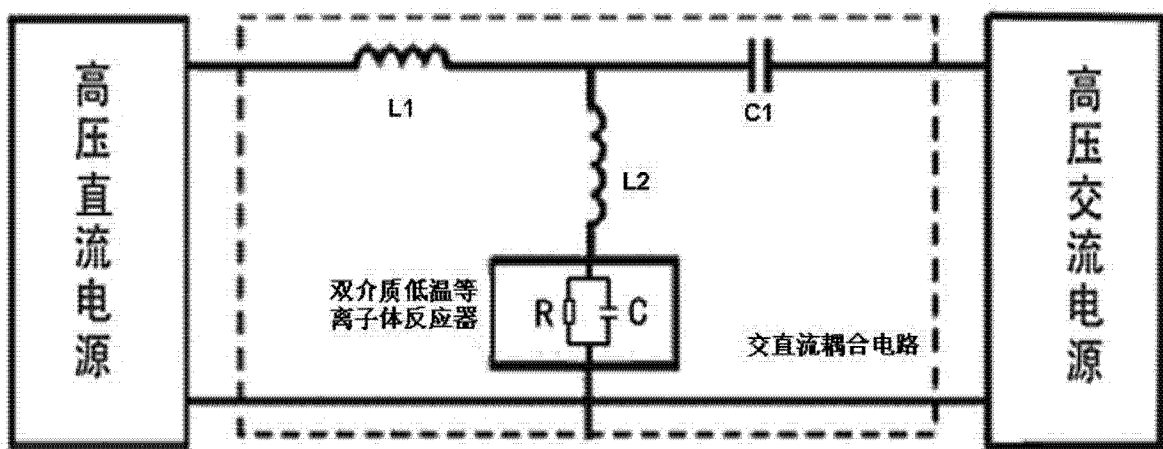 高压直流电源
L1
C1
L2
双介质低温等
离子体反应器
R
C
交直流耦合电路
高压交流电源